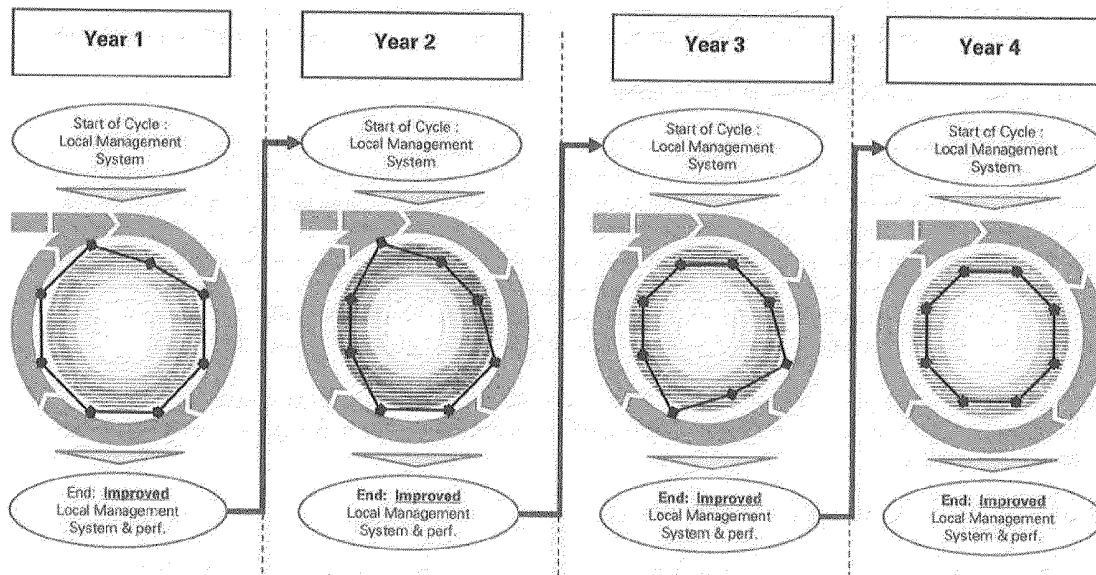 Year 1
Year 2
Year 3
Year 4
Start of Cycle :
Local Management
System
Start of Cycle :
Local Management
System
Start of Cycle :
Local Management
System
Start of Cycle :
Local Management
System
End: Improved
Local Management
System & perf.
End: Improved
Local Management
System & perf.
End: Improved
Local Management
System & perf.
End: Improved
Local Management
System & perf.